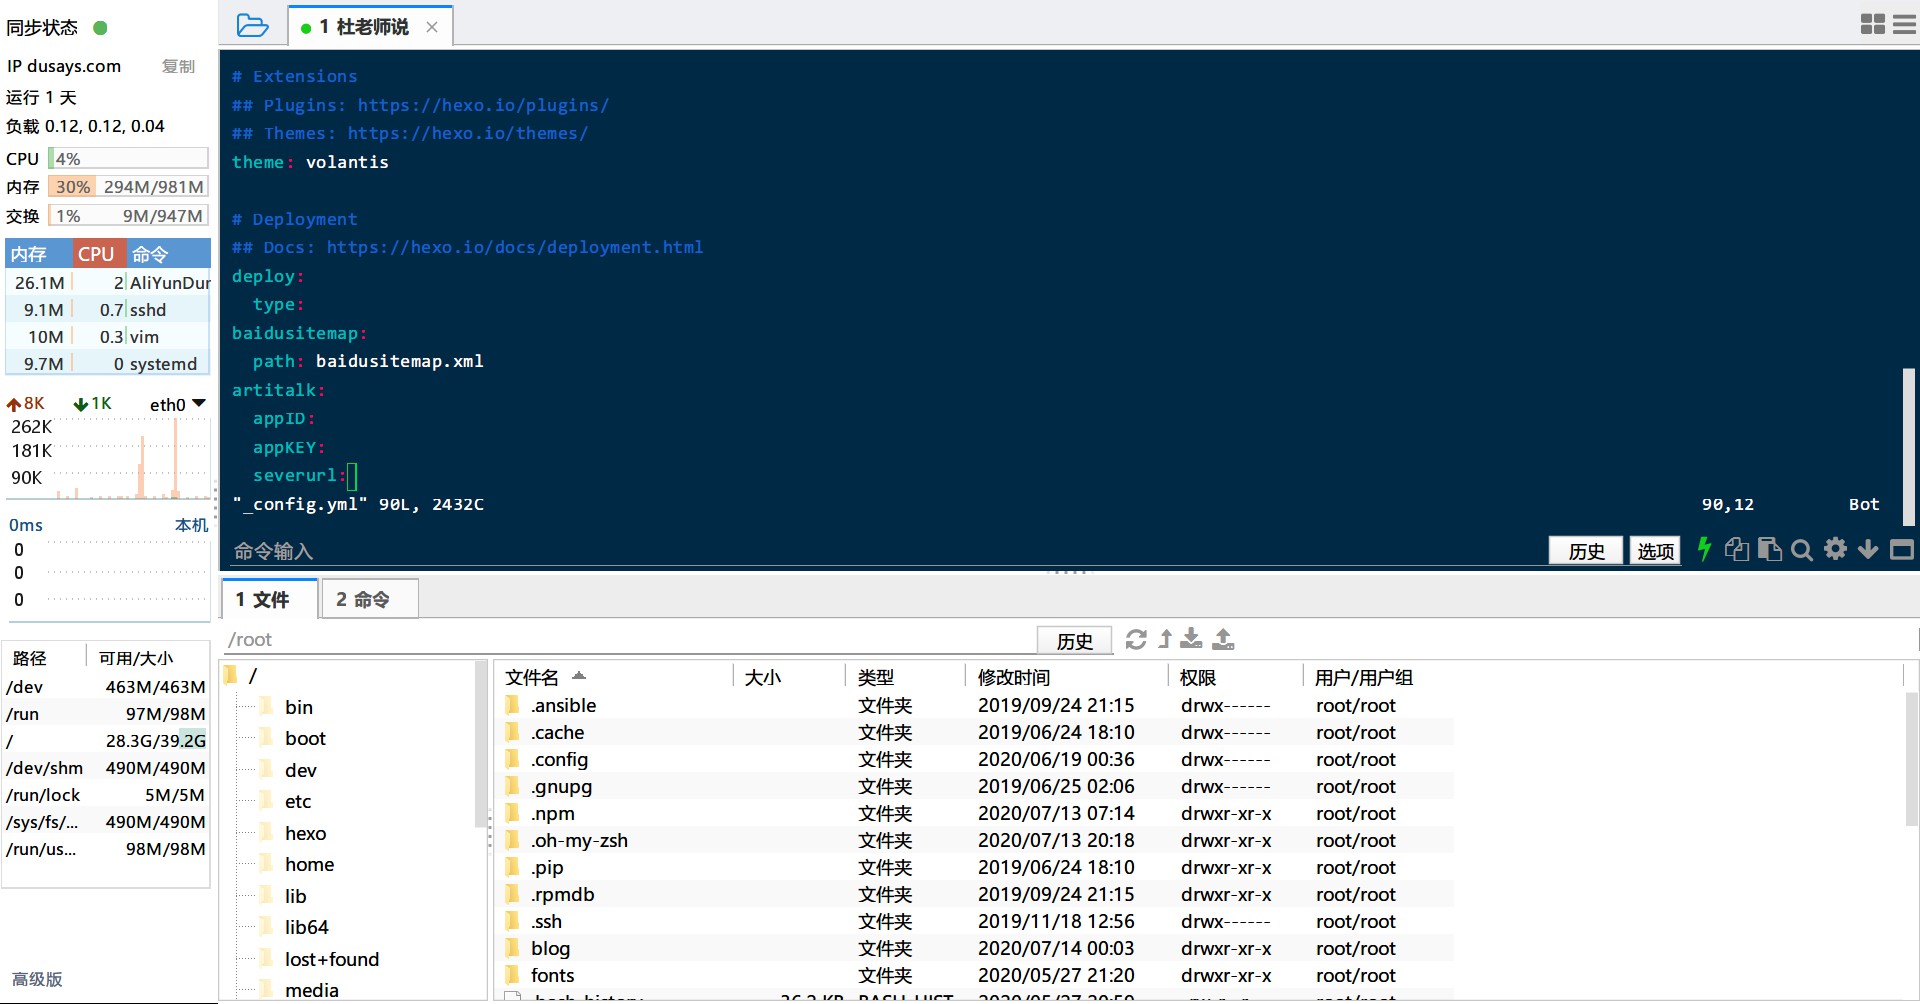 同步状态
IP dusays.com 复制
运行 1 天
负载 0.12, 0.12, 0.04
CPU 4%
内存 30% 294M/981M
交换 1% 9M/947M
内存 CPU 命令
26.1M 2 AliYunDur
9.1M 0.7 sshd
10M 0.3 vim
9.7M 0 systemd
8K 1K eth0
262K
181K
90K
0ms 本机
0
0
0
路径 可用/大小
/dev 463M/463M
/run 97M/98M
/ 28.3G/39.2G
/dev/shm 490M/490M
/run/lock 5M/5M
/sys/fs/... 490M/490M
/run/us... 98M/98M
高级版
1 杜老师说
# Extensions
## Plugins: https://hexo.io/plugins/
## Themes: https://hexo.io/themes/
theme: volantis
# Deployment
## Docs: https://hexo.io/docs/deployment.html
deploy:
type:
baidusitemap:
path: baidusitemap.xml
artitalk:
appID:
appKEY:
severurl:
"_config.yml" 90L, 2432C 90,12 Bot
命令输入 历史 选项
1 文件 2 命令
/root 历史
/
bin
boot
dev
etc
hexo
home
lib
lib64
lost+found
media
文件名 大小 类型 修改时间 权限 用户/用户组
.ansible 文件夹 2019/09/24 21:15 drwx------ root/root
.cache 文件夹 2019/06/24 18:10 drwx------ root/root
.config 文件夹 2020/06/19 00:36 drwx------ root/root
.gnupg 文件夹 2019/06/25 02:06 drwx------ root/root
.npm 文件夹 2020/07/13 07:14 drwxr-xr-x root/root
.oh-my-zsh 文件夹 2020/07/13 20:18 drwxr-xr-x root/root
.pip 文件夹 2019/06/24 18:10 drwxr-xr-x root/root
.rpmdb 文件夹 2019/09/24 21:15 drwxr-xr-x root/root
.ssh 文件夹 2019/11/18 12:56 drwx------ root/root
blog 文件夹 2020/07/14 00:03 drwxr-xr-x root/root
fonts 文件夹 2020/05/27 21:20 drwxr-xr-x root/root